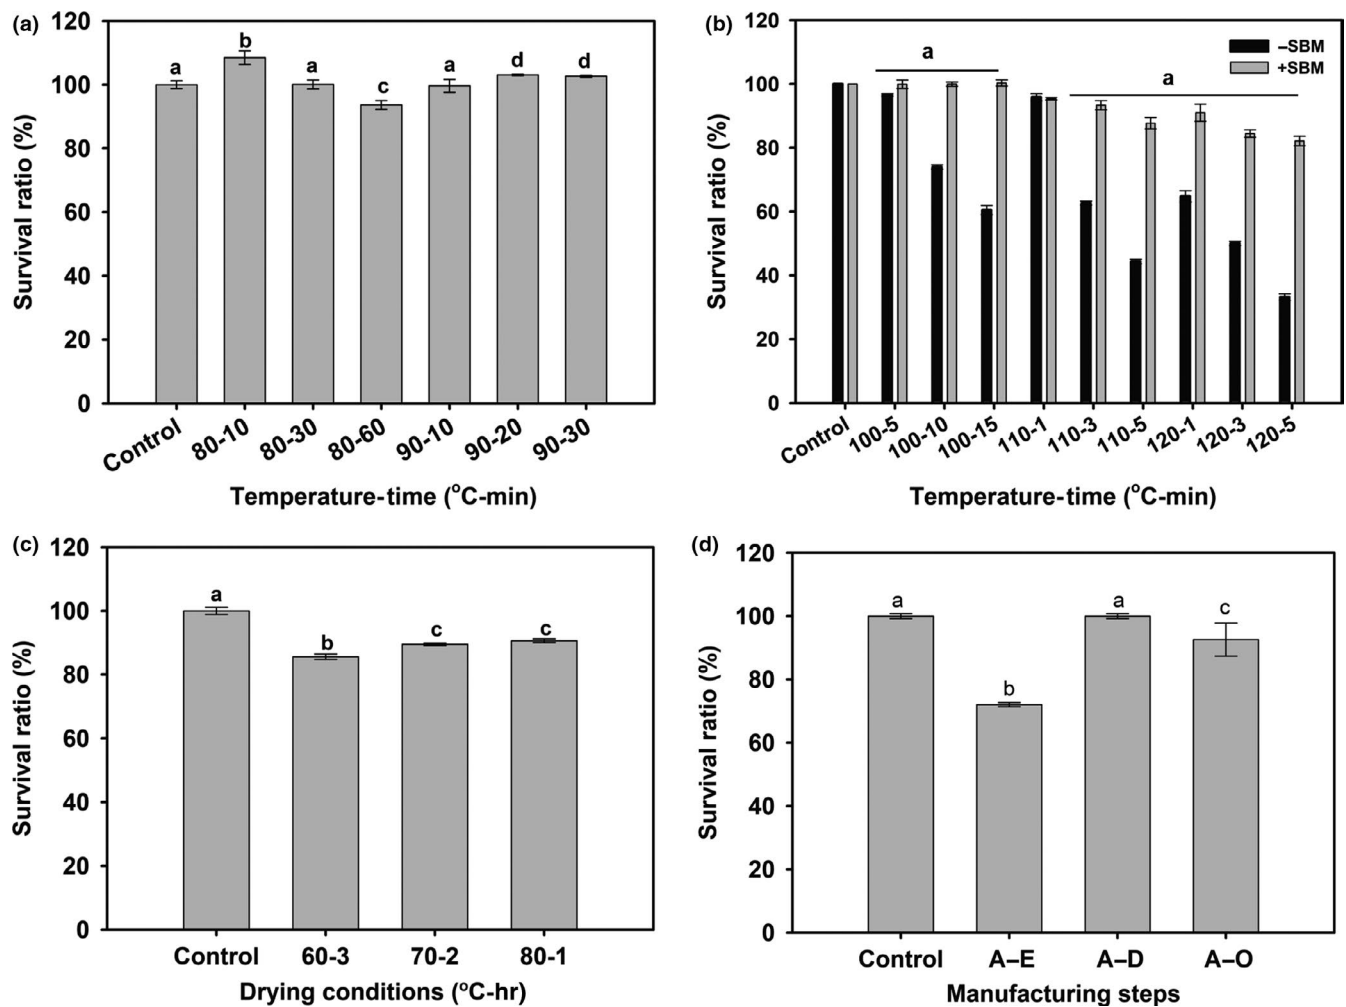 (a)
120
100
80
60
40
20
0
Survival ratio (%)
a
b
a
c
a
d
d
Control
80-10
80-30
80-60
90-10
90-20
90-30
Temperature-time (°C-min)
(b)
120
100
80
60
40
20
0
Survival ratio (%)
–SBM
+SBM
a
a
Control
100-5
100-10
100-15
110-1
110-3
110-5
120-1
120-3
120-5
Temperature-time (°C-min)
(c)
120
100
80
60
40
20
0
Survival ratio (%)
a
b
c
c
Control
60-3
70-2
80-1
Drying conditions (°C-hr)
(d)
120
100
80
60
40
20
0
Survival ratio (%)
a
b
a
c
Control
A–E
A–D
A–O
Manufacturing steps